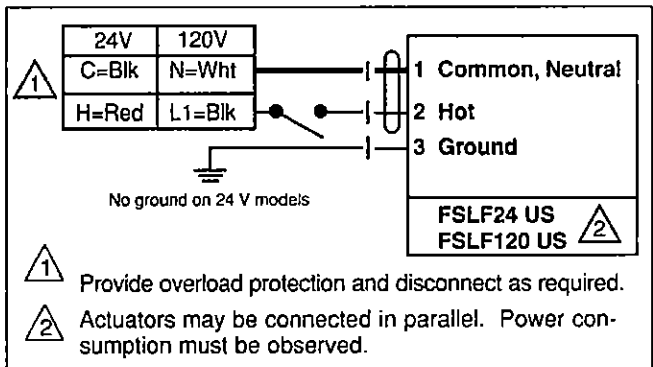 24V 120V
C=Blk N=Wht
1 Common, Neutral
1
H=Red L1=Blk
2 Hot
3 Ground
No ground on 24 V models
FSLF24 US
FSLF120 US
2
1 Provide overload protection and disconnect as required.
2 Actuators may be connected in parallel. Power con-
sumption must be observed.